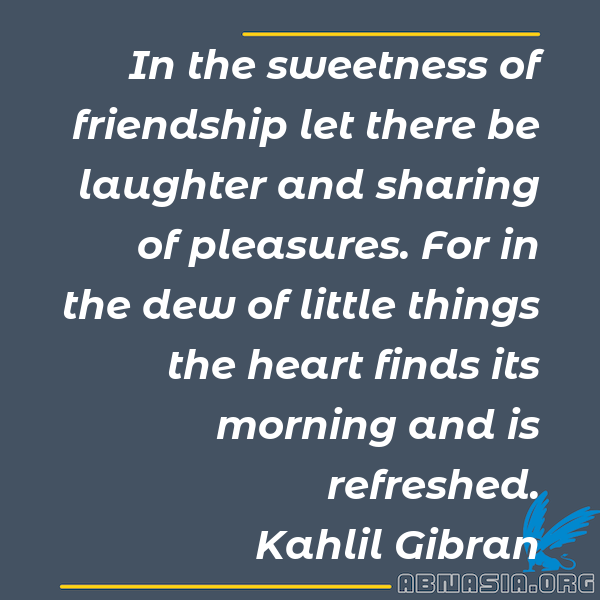 In the sweetness of
friendship let there be
laughter and sharing
of pleasures. For in
the dew of little things
the heart finds its
morning and is
refreshed.
Kahlil Gibran
ABNASIA.ORG